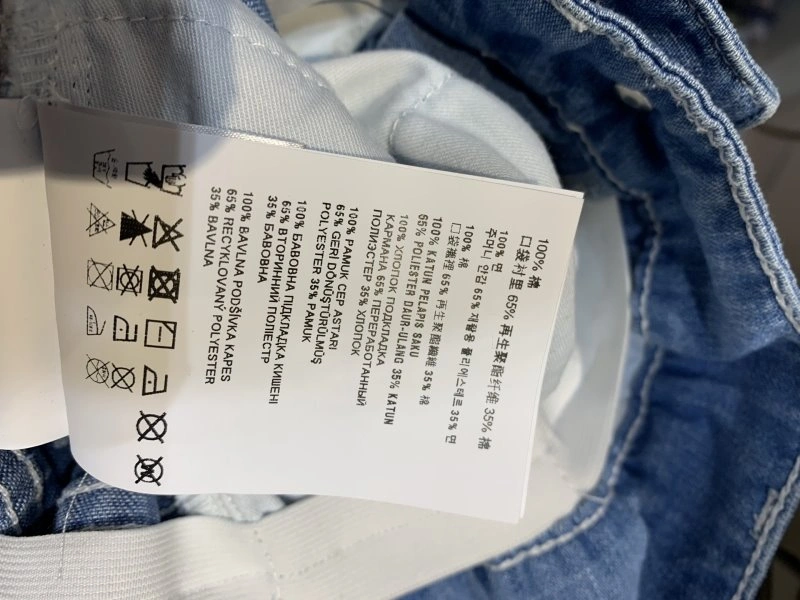 100% 棉
口袋衬里 65% 再生聚酯纤维 35% 棉
100% 면
주머니 안감 65% 재활용 폴리에스테르 35% 면
100% 棉
口袋襯裡 65% 再生聚酯纖維 35% 棉
100% KATUN PELAPIS SAKU
65% POLIESTER DAUR-ULANG 35% KATUN
100% ХЛОПОК ПОДКЛАДКА
КАРМАНА 65% ПЕРЕРАБОТАННЫЙ
ПОЛИЭСТЕР 35% ХЛОПОК
100% PAMUK CEP ASTARI
65% GERİ DÖNÜŞTÜRÜLMÜŞ
POLYESTER 35% PAMUK
100% БАВОВНА ПІДКЛАДКА КИШЕНІ
65% ВТОРИННИЙ ПОЛІЕСТР
35% БАВОВНА
100% BAVLNA PODŠÍVKA KAPES
65% RECYKLOVANÝ POLYESTER
35% BAVLNA